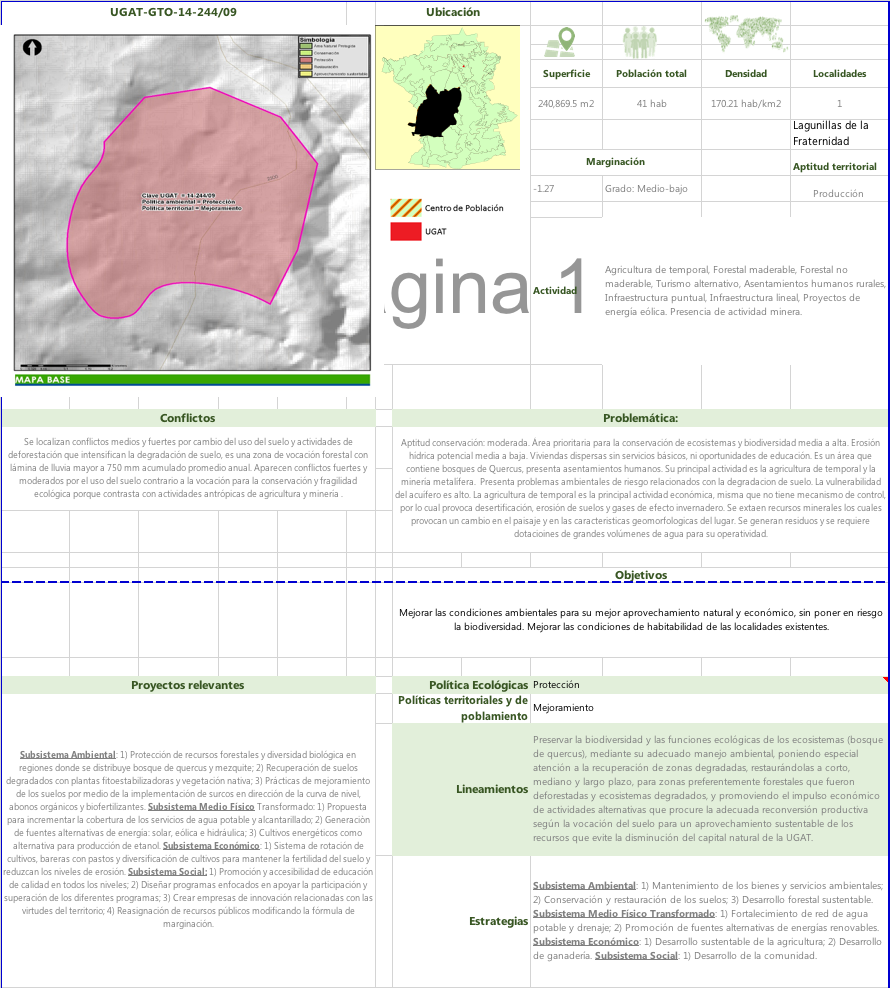 UGAT-GTO-14-244/09
Ubicación
Simbología
Área Natural Protegida
Conservación
Protección
Restauración
Aprovechamiento sustentable
Clave UGAT = 14-244/09
Política ambiental = Protección
Política territorial = Mejoramiento
MAPA BASE
Centro de Población
UGAT
gina 1
Superficie
Población total
Densidad
Localidades
240,869.5 m2
41 hab
170.21 hab/km2
1
Lagunillas de la
Fraternidad
Marginación
Aptitud territorial
-1.27
Grado: Medio-bajo
Producción
Actividad
Agricultura de temporal, Forestal maderable, Forestal no
maderable, Turismo alternativo, Asentamientos humanos rurales,
Infraestructura puntual, Infraestructura lineal, Proyectos de
energía eólica. Presencia de actividad minera.
Conflictos
Se localizan conflictos medios y fuertes por cambio del uso del suelo y actividades de
deforestación que intensifican la degradación de suelo, es una zona de vocación forestal con
lámina de lluvia mayor a 750 mm acumulado promedio anual. Aparecen conflictos fuertes y
moderados por el uso del suelo contrario a la vocación para la conservación y fragilidad
ecológica porque contrasta con actividades antrópicas de agricultura y minería .
Problemática:
Aptitud conservación: moderada. Área prioritaria para la conservación de ecosistemas y biodiversidad media a alta. Erosión
hídrica potencial media a baja. Viviendas dispersas sin servicios básicos, ni oportunidades de educación. Es un área que
contiene bosques de Quercus, presenta asentamientos humanos. Su principal actividad es la agricultura de temporal y la
mineria metalífera.  Presenta problemas ambientales de riesgo relacionados con la degradacion de suelo. La vulnerabilidad
del acuifero es alto. La agricultura de temporal es la principal actividad económica, misma que no tiene mecanismo de control,
por lo cual provoca desertificación, erosión de suelos y gases de efecto invernadero. Se extaen recursos minerales los cuales
provocan un cambio en el paisaje y en las características geomorfologicas del lugar. Se generan residuos y se requiere
dotacioines de grandes volúmenes de agua para su operatividad.
Objetivos
Mejorar las condiciones ambientales para su mejor aprovechamiento natural y económico, sin poner en riesgo
la biodiversidad. Mejorar las condiciones de habitabilidad de las localidades existentes.
Proyectos relevantes
Subsistema Ambiental: 1) Protección de recursos forestales y diversidad biológica en
regiones donde se distribuye bosque de quercus y mezquite; 2) Recuperación de suelos
degradados con plantas fitoestabilizadoras y vegetación nativa; 3) Prácticas de mejoramiento
de los suelos por medio de la implementación de surcos en dirección de la curva de nivel,
abonos orgánicos y biofertilizantes. Subsistema Medio Físico Transformado: 1) Propuesta
para incrementar la cobertura de los servicios de agua potable y alcantarillado; 2) Generación
de fuentes alternativas de energía: solar, eólica e hidráulica; 3) Cultivos energéticos como
alternativa para producción de etanol. Subsistema Económico: 1) Sistema de rotación de
cultivos, bareras con pastos y diversificación de cultivos para mantener la fertilidad del suelo y
reduzcan los niveles de erosión. Subsistema Social: 1) Promoción y accesibilidad de educación
de calidad en todos los niveles; 2) Diseñar programas enfocados en apoyar la participación y
superación de los diferentes programas; 3) Crear empresas de innovación relacionadas con las
virtudes del territorio; 4) Reasignación de recursos públicos modificando la fórmula de
marginación.
Política Ecológicas
Protección
Políticas territoriales y de
poblamiento
Mejoramiento
Lineamientos
Preservar la biodiversidad y las funciones ecológicas de los ecosistemas (bosque
de quercus), mediante su adecuado manejo ambiental, poniendo especial
atención a la recuperación de zonas degradadas, restaurándolas a corto,
mediano y largo plazo, para zonas preferentemente forestales que fueron
deforestadas y ecosistemas degradados, y promoviendo el impulso económico
de actividades alternativas que procure la adecuada reconversión productiva
según la vocación del suelo para un aprovechamiento sustentable de los
recursos que evite la disminución del capital natural de la UGAT.
Estrategias
Subsistema Ambiental: 1) Mantenimiento de los bienes y servicios ambientales;
2) Conservación y restauración de los suelos; 3) Desarrollo forestal sustentable.
Subsistema Medio Físico Transformado: 1) Fortalecimiento de red de agua
potable y drenaje; 2) Promoción de fuentes alternativas de energías renovables.
Subsistema Económico: 1) Desarrollo sustentable de la agricultura; 2) Desarrollo
de ganadería. Subsistema Social: 1) Desarrollo de la comunidad.